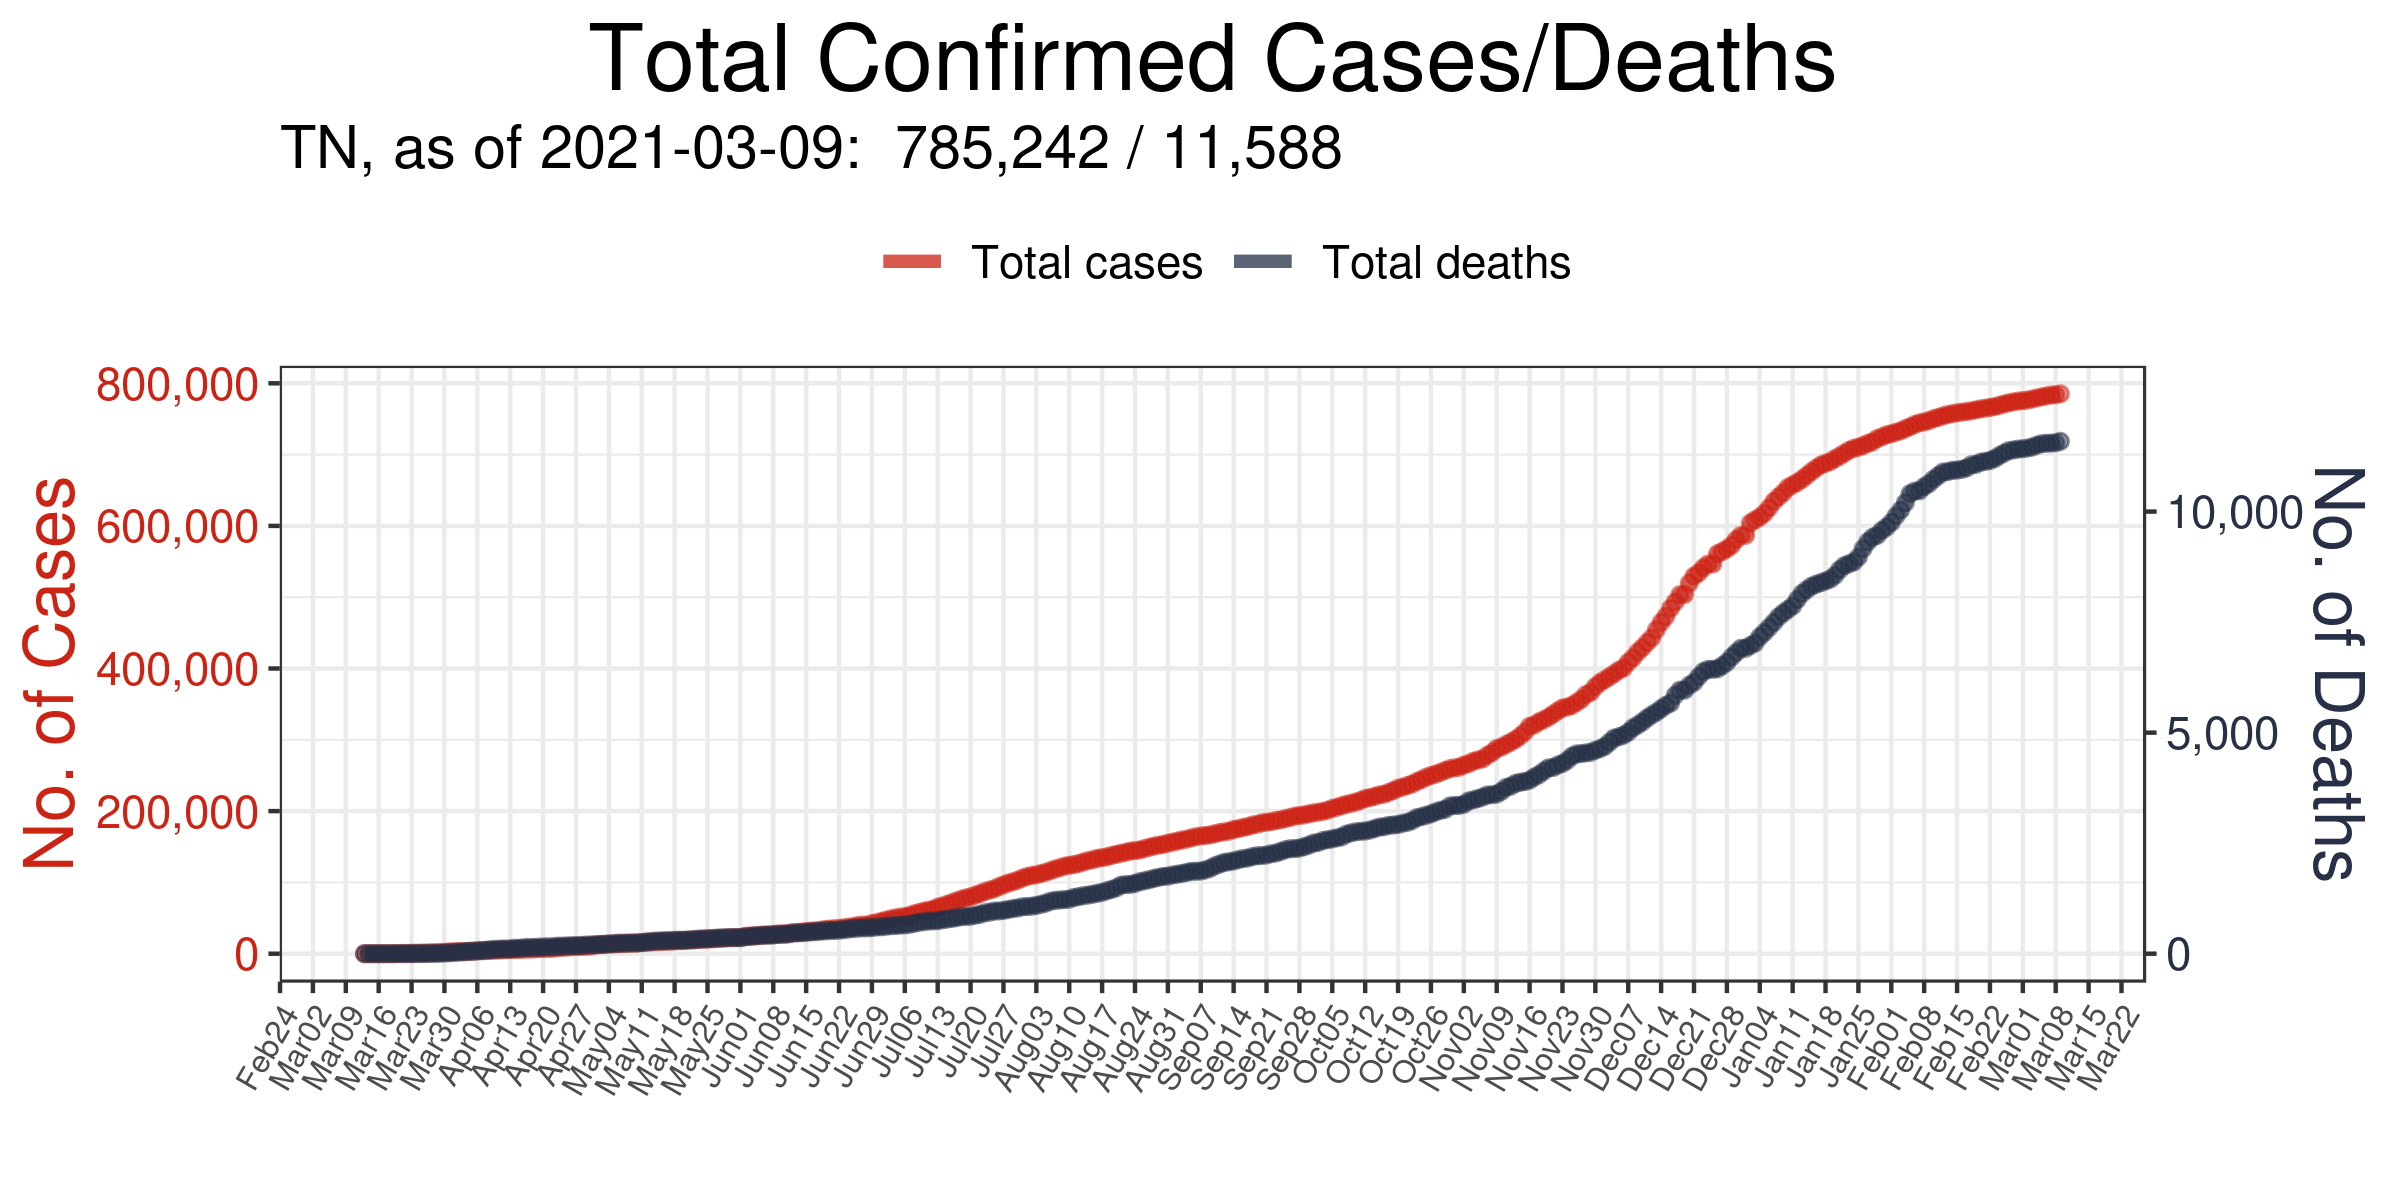 Total Confirmed Cases/Deaths
TN, as of 2021-03-09:  785,242 / 11,588
Total cases
Total deaths
No. of Cases
800,000
600,000
400,000
200,000
0
10,000
5,000
0
No. of Deaths
Feb24
Mar02
Mar09
Mar16
Mar23
Mar30
Apr06
Apr13
Apr20
Apr27
May04
May11
May18
May25
Jun01
Jun08
Jun15
Jun22
Jun29
Jul06
Jul13
Jul20
Jul27
Aug03
Aug10
Aug17
Aug24
Aug31
Sep07
Sep14
Sep21
Sep28
Oct05
Oct12
Oct19
Oct26
Nov02
Nov09
Nov16
Nov23
Nov30
Dec07
Dec14
Dec21
Dec28
Jan04
Jan11
Jan18
Jan25
Feb01
Feb08
Feb15
Feb22
Mar01
Mar08
Mar15
Mar22